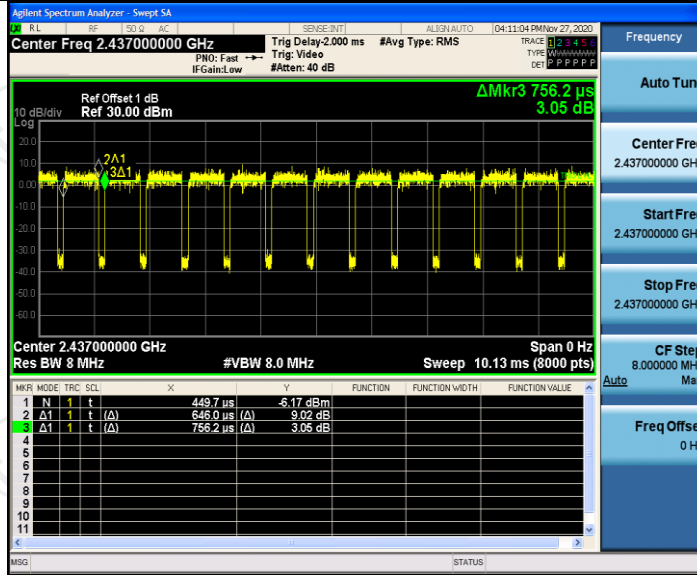 Agilent Spectrum Analyzer - Swept SA
RL RF 50 Ω AC SENSE:INT ALIGN AUTO 04:11:04 PM Nov 27, 2020
Center Freq 2.437000000 GHz
Trig Delay-2.000 ms #Avg Type: RMS
TRACE 1 2 3 4 5 6
PNO: Fast Trig: Video
TYPE
IFGain:Low #Atten: 40 dB
DET P P P P P P
Frequency
ΔMkr3 756.2 µs
3.05 dB
Ref Offset 1 dB
10 dB/div Ref 30.00 dBm
Log
20.0
10.0
0.00
-10.0
-20.0
-30.0
-40.0
-50.0
-60.0
2Δ1
3Δ1
Center 2.437000000 GHz Span 0 Hz
Res BW 8 MHz #VBW 8.0 MHz Sweep 10.13 ms (8000 pts)
MKR MODE TRC SCL X Y FUNCTION FUNCTION WIDTH FUNCTION VALUE
1 N 1 t 449.7 µs -6.17 dBm
2 Δ1 1 t (Δ) 646.0 µs (Δ) 9.02 dB
3 Δ1 1 t (Δ) 756.2 µs (Δ) 3.05 dB
4
5
6
7
8
9
10
11
MSG STATUS
Auto Tun
Center Fre
2.437000000 GH
Start Fre
2.437000000 GH
Stop Fre
2.437000000 GH
CF Ste
8.000000 MH
Auto Ma
Freq Offse
0 H